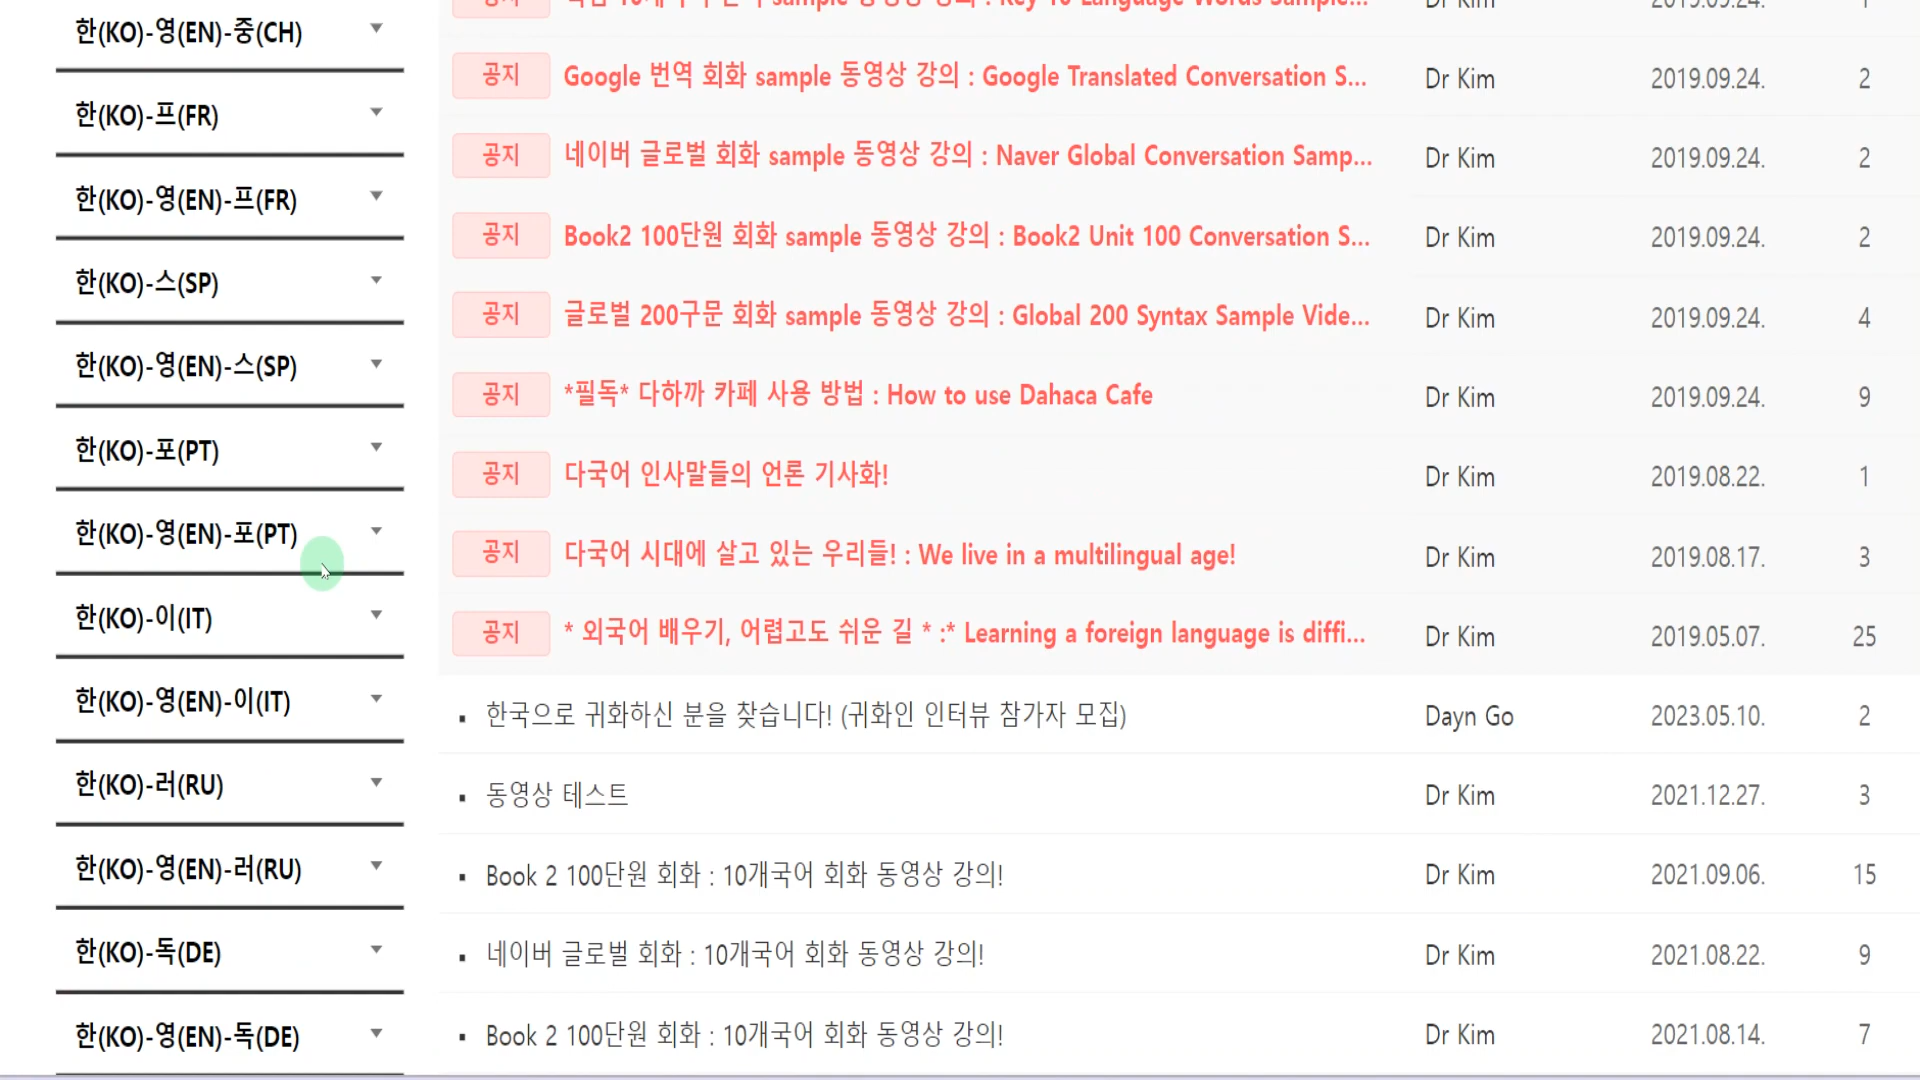 한(KO)-영(EN)-중(CH)
한(KO)-프(FR)
한(KO)-영(EN)-프(FR)
한(KO)-스(SP)
한(KO)-영(EN)-스(SP)
한(KO)-포(PT)
한(KO)-영(EN)-포(PT)
한(KO)-이(IT)
한(KO)-영(EN)-이(IT)
한(KO)-러(RU)
한(KO)-영(EN)-러(RU)
한(KO)-독(DE)
한(KO)-영(EN)-독(DE)
공지 sample 동영상 강의 : Key 10 Language Words Sample... Dr Kim 2019.09.24. 1
공지 Google 번역 회화 sample 동영상 강의 : Google Translated Conversation S... Dr Kim 2019.09.24. 2
공지 네이버 글로벌 회화 sample 동영상 강의 : Naver Global Conversation Samp... Dr Kim 2019.09.24. 2
공지 Book2 100단원 회화 sample 동영상 강의 : Book2 Unit 100 Conversation S... Dr Kim 2019.09.24. 2
공지 글로벌 200구문 회화 sample 동영상 강의 : Global 200 Syntax Sample Vide... Dr Kim 2019.09.24. 4
공지 *필독* 다하까 카페 사용 방법 : How to use Dahaca Cafe Dr Kim 2019.09.24. 9
공지 다국어 인사말들의 언론 기사화! Dr Kim 2019.08.22. 1
공지 다국어 시대에 살고 있는 우리들! : We live in a multilingual age! Dr Kim 2019.08.17. 3
공지 * 외국어 배우기, 어렵고도 쉬운 길 * :* Learning a foreign language is diffi... Dr Kim 2019.05.07. 25
한국으로 귀화하신 분을 찾습니다! (귀화인 인터뷰 참가자 모집) Dayn Go 2023.05.10. 2
동영상 테스트 Dr Kim 2021.12.27. 3
Book 2 100단원 회화 : 10개국어 회화 동영상 강의! Dr Kim 2021.09.06. 15
네이버 글로벌 회화 : 10개국어 회화 동영상 강의! Dr Kim 2021.08.22. 9
Book 2 100단원 회화 : 10개국어 회화 동영상 강의! Dr Kim 2021.08.14. 7